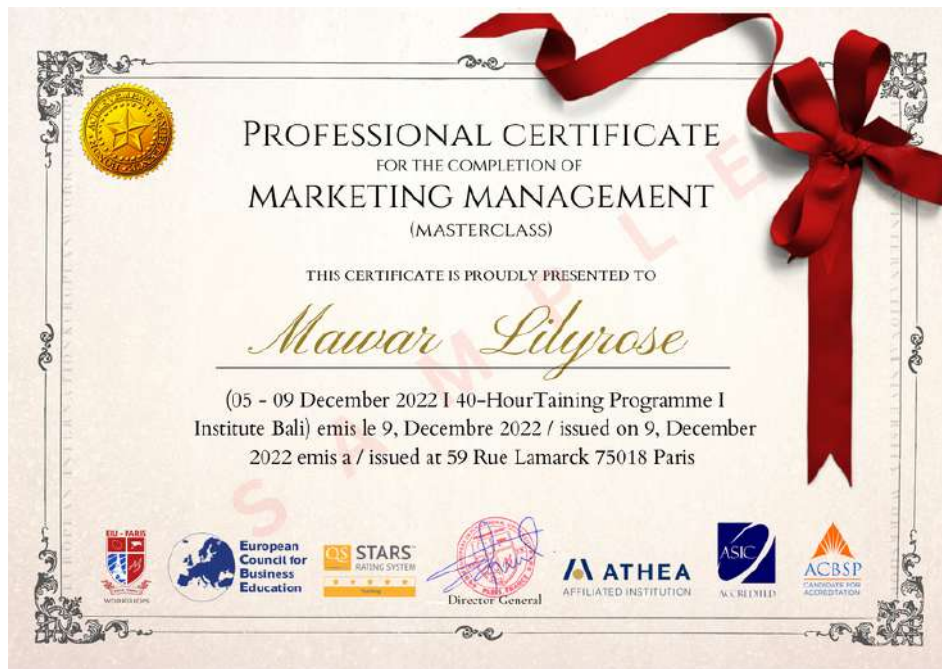 PROFESSIONAL CERTIFICATE
FOR THE COMPLETION OF
MARKETING MANAGEMENT
(MASTERCLASS)
THIS CERTIFICATE IS PROUDLY PRESENTED TO
Mawar Lilyrose
(05 - 09 December 2022 I 40-HourTaining Programme I
Institute Bali) emis le 9, Decembre 2022 / issued on 9, December
2022 emis a / issued at 59 Rue Lamarck 75018 Paris
SAMPLE
EIU - PARIS
European
Council for
Business
Education
QS STARS
RATING SYSTEM
Director General
ATHEA
AFFILIATED INSTITUTION
ASIC
ACCREDITED
ACBSP
CANDIDATE FOR
ACCREDITATION